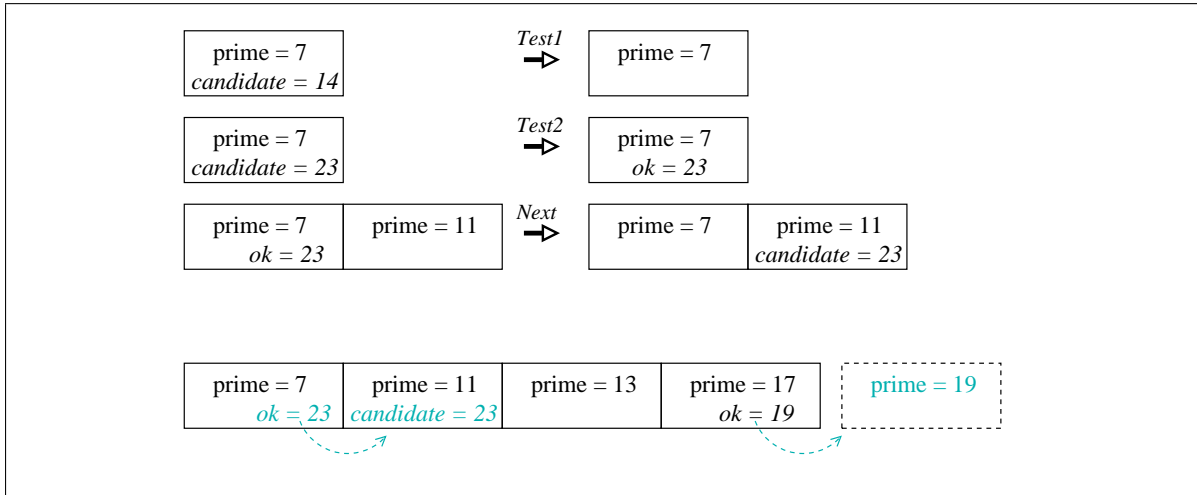 prime = 7
candidate = 14
Test1
prime = 7
prime = 7
candidate = 23
Test2
prime = 7
ok = 23
prime = 7
ok = 23
prime = 11
Next
prime = 7
prime = 11
candidate = 23
prime = 7
ok = 23
prime = 11
candidate = 23
prime = 13
prime = 17
ok = 19
prime = 19